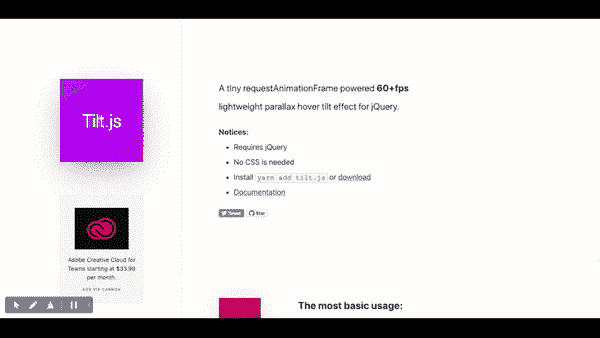 Tilt.js
A tiny requestAnimationFrame powered 60+fps
lightweight parallax hover tilt effect for jQuery.
Notices:
Requires jQuery
No CSS is needed
Install yarn add tilt.js or download
Documentation
Tweet
Star
Adobe Creative Cloud for
Teams starting at $33.99
per month.
ADS VIA CARBON
The most basic usage: